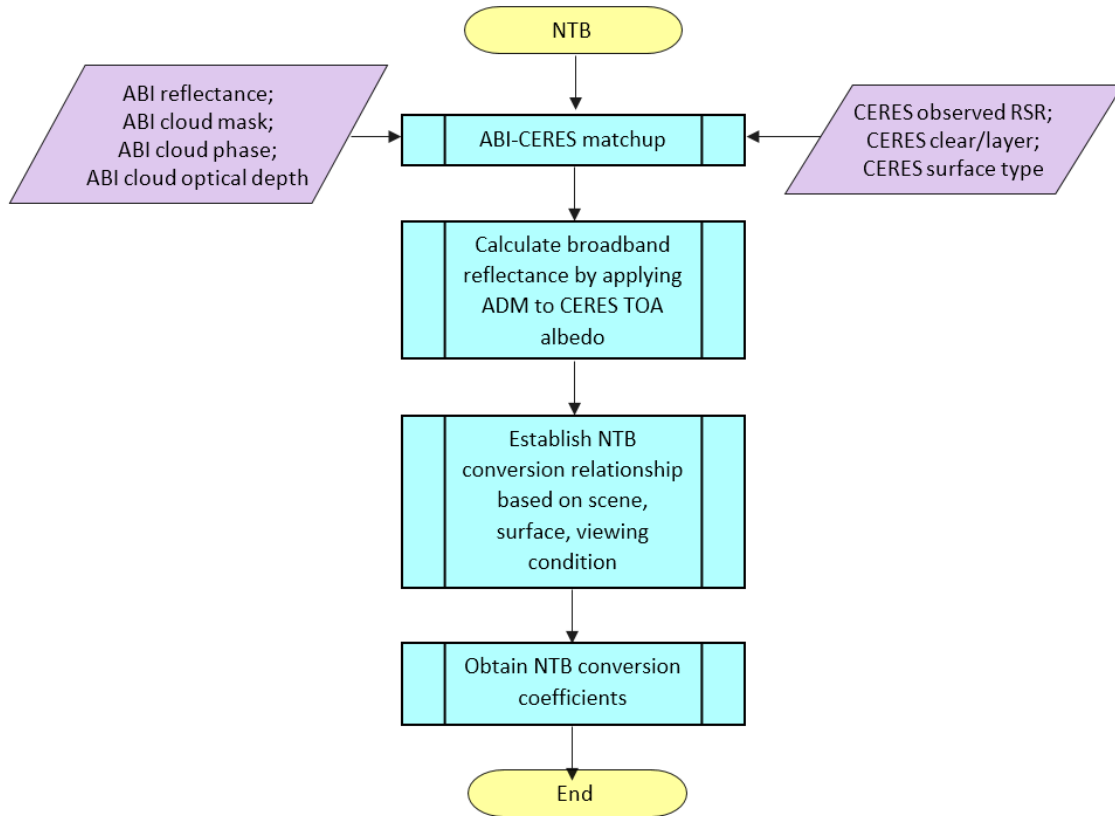 NTB
ABI reflectance;
ABI cloud mask;
ABI cloud phase;
ABI cloud optical depth
ABI-CERES matchup
CERES observed RSR;
CERES clear/layer;
CERES surface type
Calculate broadband
reflectance by applying
ADM to CERES TOA
albedo
Establish NTB
conversion relationship
based on scene,
surface, viewing
condition
Obtain NTB conversion
coefficients
End